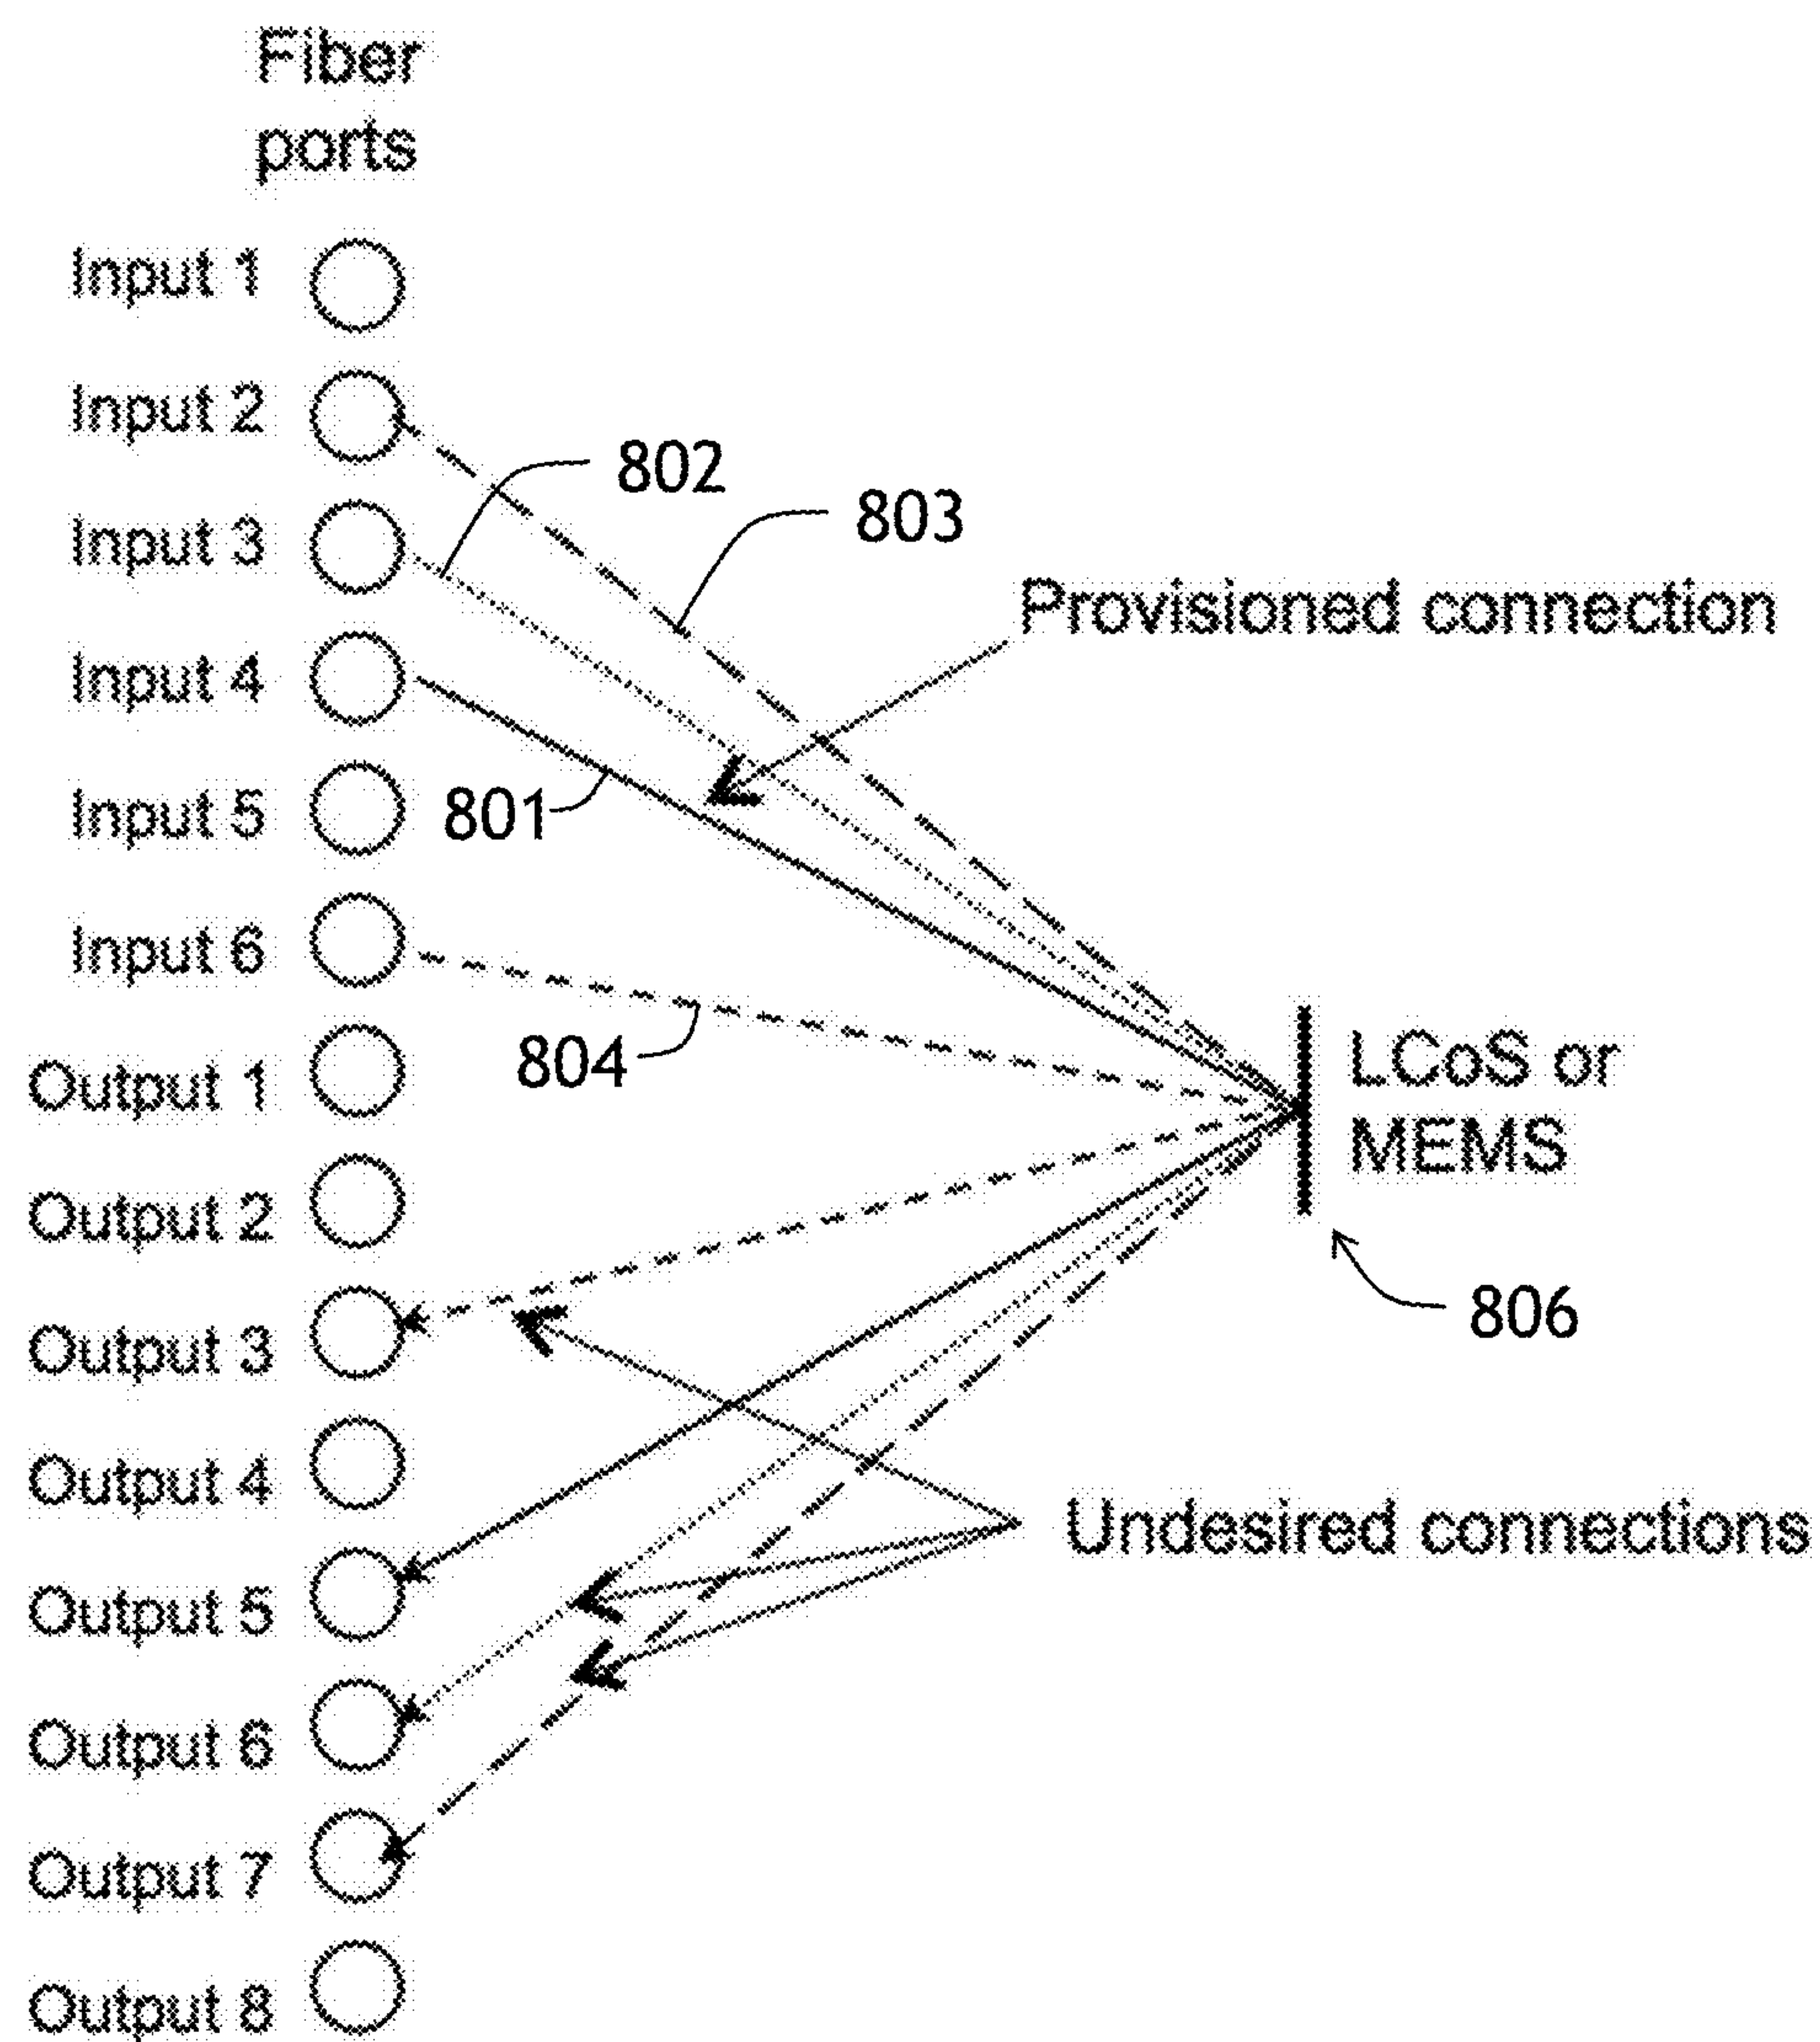 Fiber
ports
Input 1
Input 2
802
803
Input 3
Provisioned connection
Input 4
801
Input 5
Input 6
804
LCoS or
MEMS
Output 1
Output 2
806
Output 3
Output 4
Undesired connections
Output 5
Output 6
Output 7
Output 8